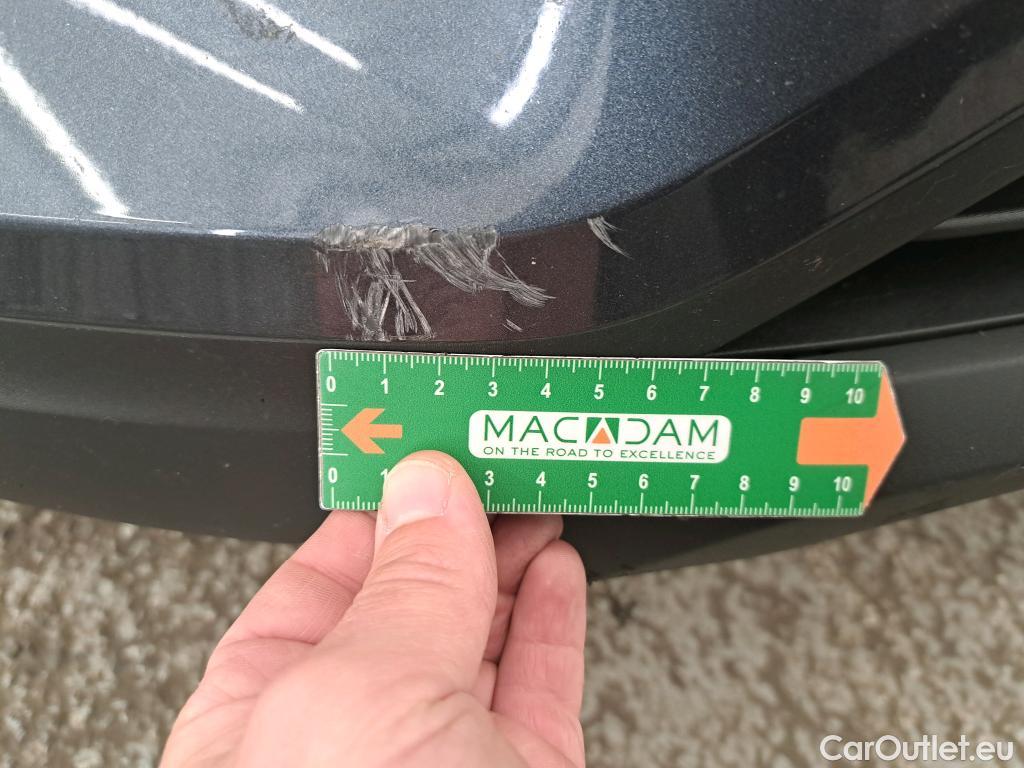 0 1 2 3 4 5 6 7 8 9 10
MACADAM
ON THE ROAD TO EXCELLENCE
0 1 3 4 5 6 7 8 9 10
CarOutlet.eu